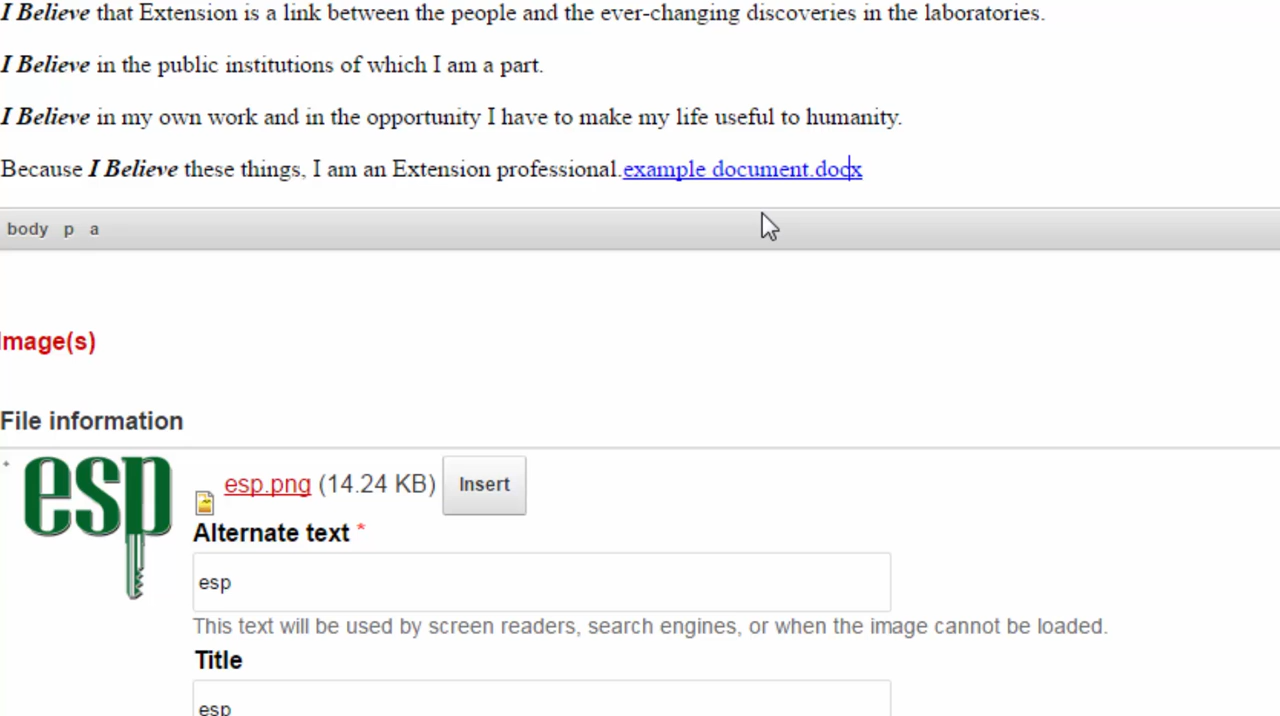 I Believe that Extension is a link between the people and the ever-changing discoveries in the laboratories.
I Believe in the public institutions of which I am a part.
I Believe in my own work and in the opportunity I have to make my life useful to humanity.
Because I Believe these things, I am an Extension professional.example document.docx
body p a
Image(s)
File information
esp
esp.png (14.24 KB) Insert
Alternate text *
esp
This text will be used by screen readers, search engines, or when the image cannot be loaded.
Title
esp